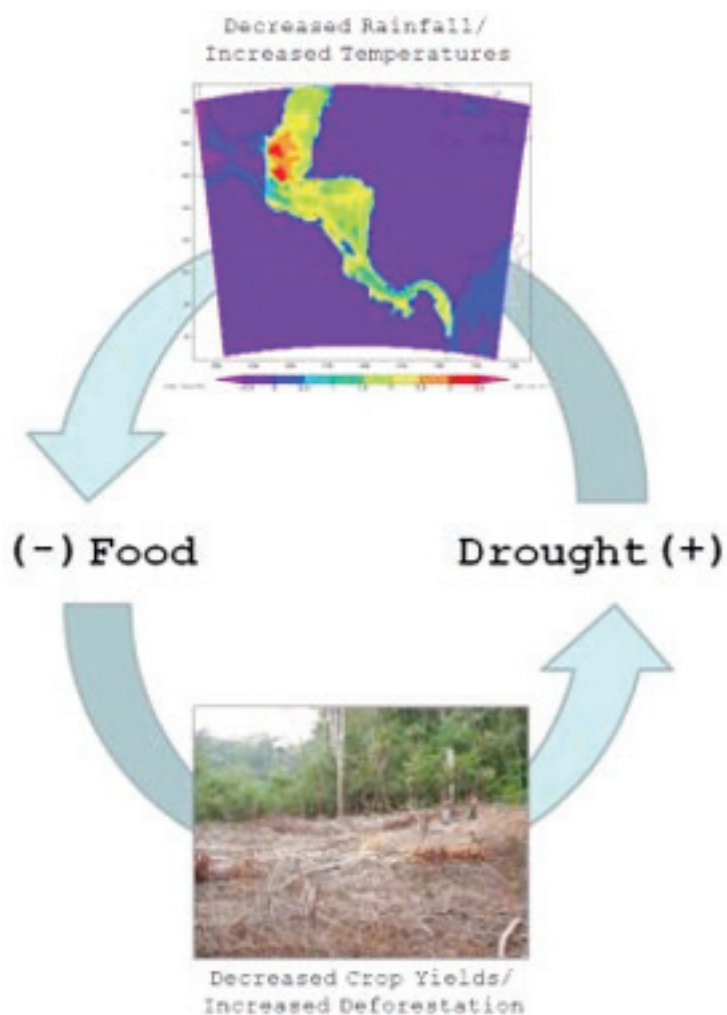 Decreased Rainfall/
Increased Temperatures
(-) Food
Drought (+)
Decreased Crop Yields/
Increased Deforestation